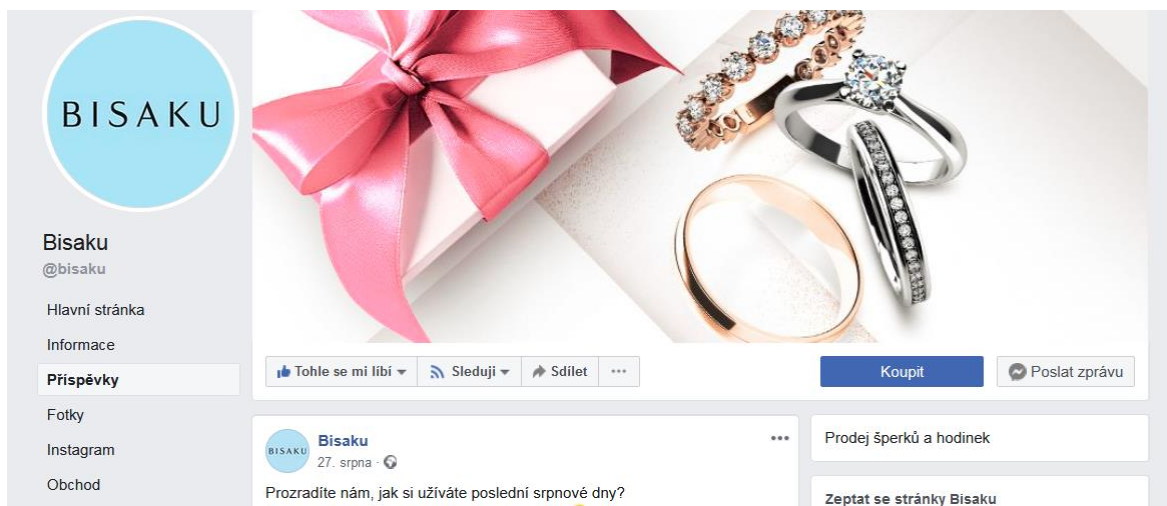 BISAKU
Bisaku
@bisaku
Hlavní stránka
Informace
Příspěvky
Fotky
Instagram
Obchod
Tohle se mi líbí
Sleduji
Sdílet
Koupit
Poslat zprávu
BISAKU
Bisaku
27. srpna ·
Prozradíte nám, jak si užíváte poslední srpnové dny?
Prodej šperků a hodinek
Zeptat se stránky Bisaku